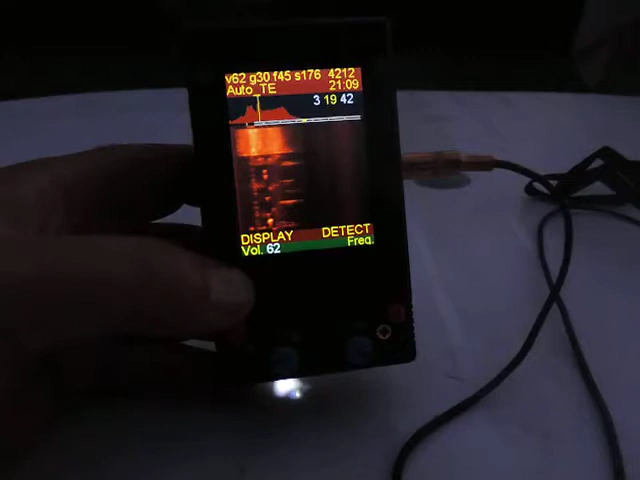 v62 g30 f45 s176 4212
Auto_TE 21:09
3 19 42
DISPLAY DETECT
Vol. 62 Freq.